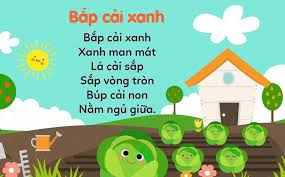 Bắp cải xanh
Bắp cải xanh
Xanh man mát
Lá cải sắp
Sắp vòng tròn
Búp cải non
Nằm ngủ giữa.